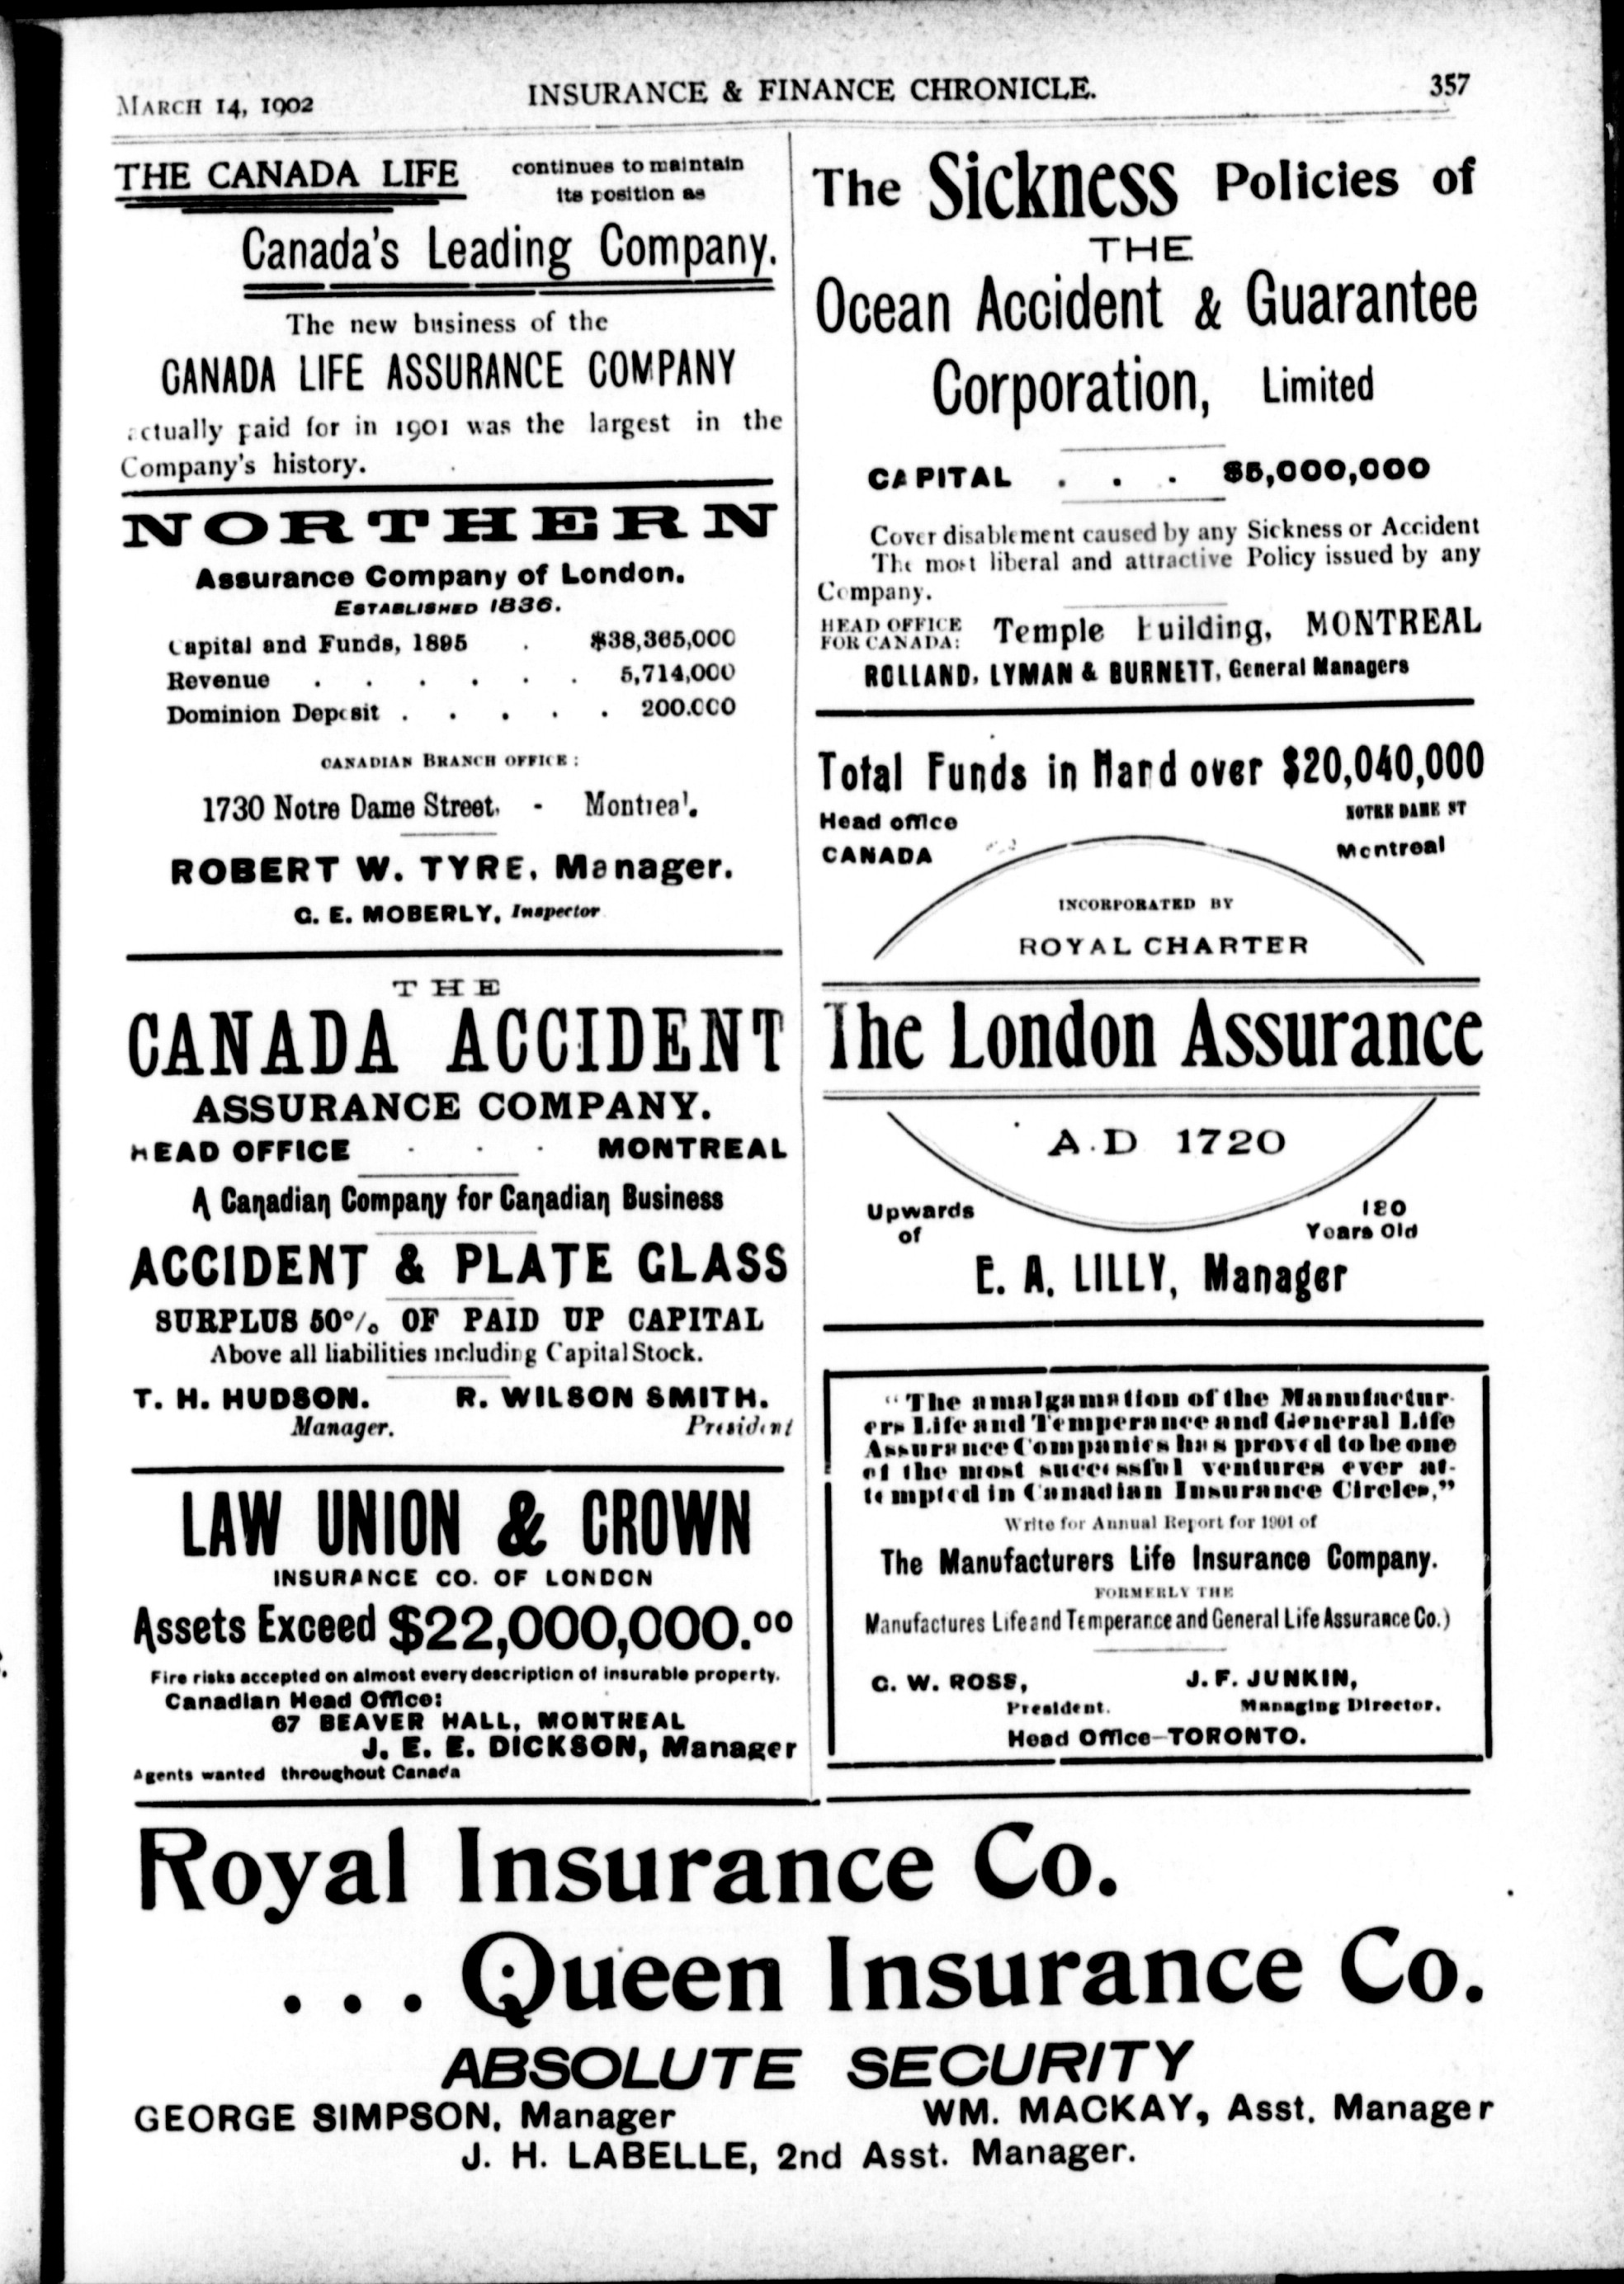 MARCH 14, 1902
INSURANCE & FINANCE CHRONICLE.
357
THE CANADA LIFE continues to maintain
its position as
Canada's Leading Company.
The new business of the
CANADA LIFE ASSURANCE COMPANY
actually paid for in 1901 was the largest in the
Company's history.
NORTHERN
Assurance Company of London.
ESTABLISHED 1836.
Capital and Funds, 1895 . $38,365,000
Revenue . . . . . . 5,714,000
Dominion Deposit . . . . . 200.000
CANADIAN BRANCH OFFICE:
1730 Notre Dame Street, - Montreal.
ROBERT W. TYRE, Manager.
G. E. MOBERLY, Inspector
THE
CANADA ACCIDENT
ASSURANCE COMPANY.
HEAD OFFICE . . . MONTREAL
A Canadian Company for Canadian Business
ACCIDENT & PLATE GLASS
SURPLUS 50% OF PAID UP CAPITAL
Above all liabilities including Capital Stock.
T. H. HUDSON. R. WILSON SMITH.
Manager. President
LAW UNION & CROWN
INSURANCE CO. OF LONDON
Assets Exceed $22,000,000.00
Fire risks accepted on almost every description of insurable property.
Canadian Head Office:
67 BEAVER HALL, MONTREAL
J. E. E. DICKSON, Manager
Agents wanted throughout Canada
The Sickness Policies of
THE
Ocean Accident & Guarantee
Corporation, Limited
CAPITAL . . . $5,000,000
Cover disablement caused by any Sickness or Accident
The most liberal and attractive Policy issued by any
Company.
HEAD OFFICE
FOR CANADA: Temple Building, MONTREAL
ROLLAND, LYMAN & BURNETT, General Managers
Total Funds in Hand over $20,040,000
Head office NOTRE DAME ST
CANADA Montreal
INCORPORATED BY
ROYAL CHARTER
The London Assurance
A.D 1720
Upwards 180
of Years Old
E. A. LILLY, Manager
"The amalgamation of the Manufactur-
ers Life and Temperance and General Life
Assurance Companies has proved to be one
of the most successful ventures ever at-
tempted in Canadian Insurance Circles,"
Write for Annual Report for 1901 of
The Manufacturers Life Insurance Company.
FORMERLY THE
Manufactures Life and Temperance and General Life Assurance Co.)
G. W. ROSS, J. F. JUNKIN,
President. Managing Director.
Head Office—TORONTO.
Royal Insurance Co.
. . . Queen Insurance Co.
ABSOLUTE SECURITY
GEORGE SIMPSON, Manager WM. MACKAY, Asst. Manager
J. H. LABELLE, 2nd Asst. Manager.